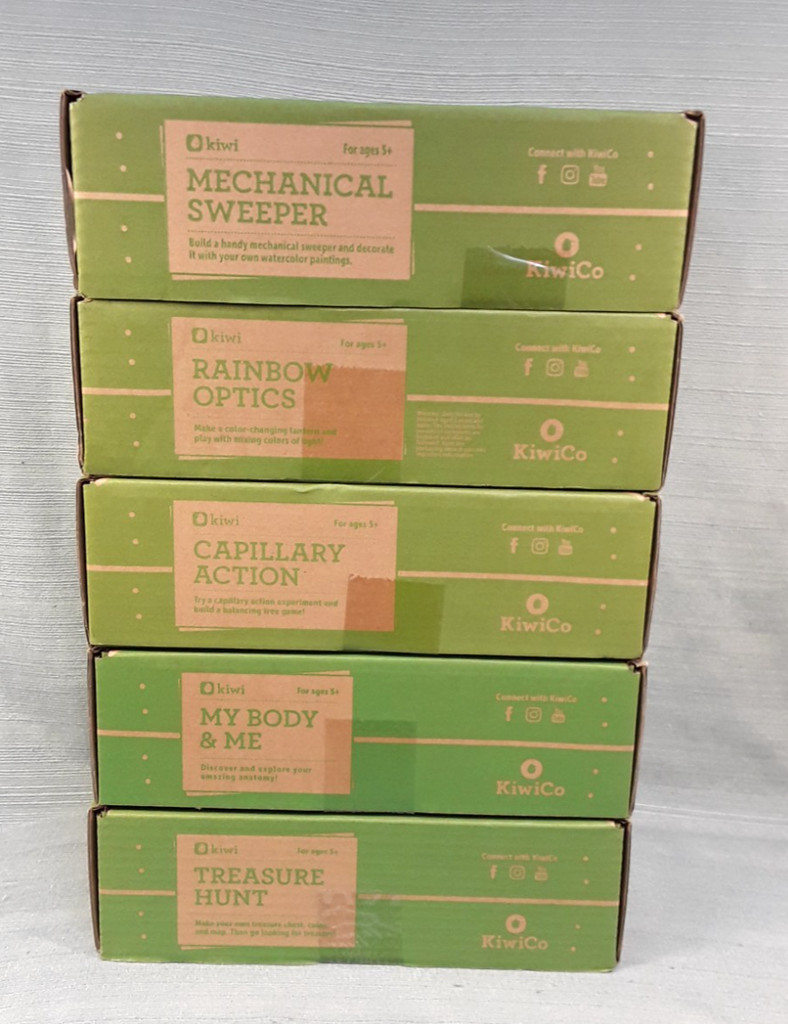 kiwi For ages 5+
MECHANICAL
SWEEPER
Build a handy mechanical sweeper and decorate
it with your own watercolor paintings.
Connect with KiwiCo
KiwiCo
kiwi For ages 5+
RAINBOW
OPTICS
Make a color-changing lantern and
play with mixing colors of light!
Connect with KiwiCo
KiwiCo
kiwi For ages 5+
CAPILLARY
ACTION
Try a capillary action experiment and
build a balancing tree game!
Connect with KiwiCo
KiwiCo
kiwi For ages 5+
MY BODY
& ME
Discover and explore your
amazing anatomy!
Connect with KiwiCo
KiwiCo
kiwi For ages 5+
TREASURE
HUNT
Make your own treasure chest,
and map. Then go looking for treasure!
Connect with KiwiCo
KiwiCo